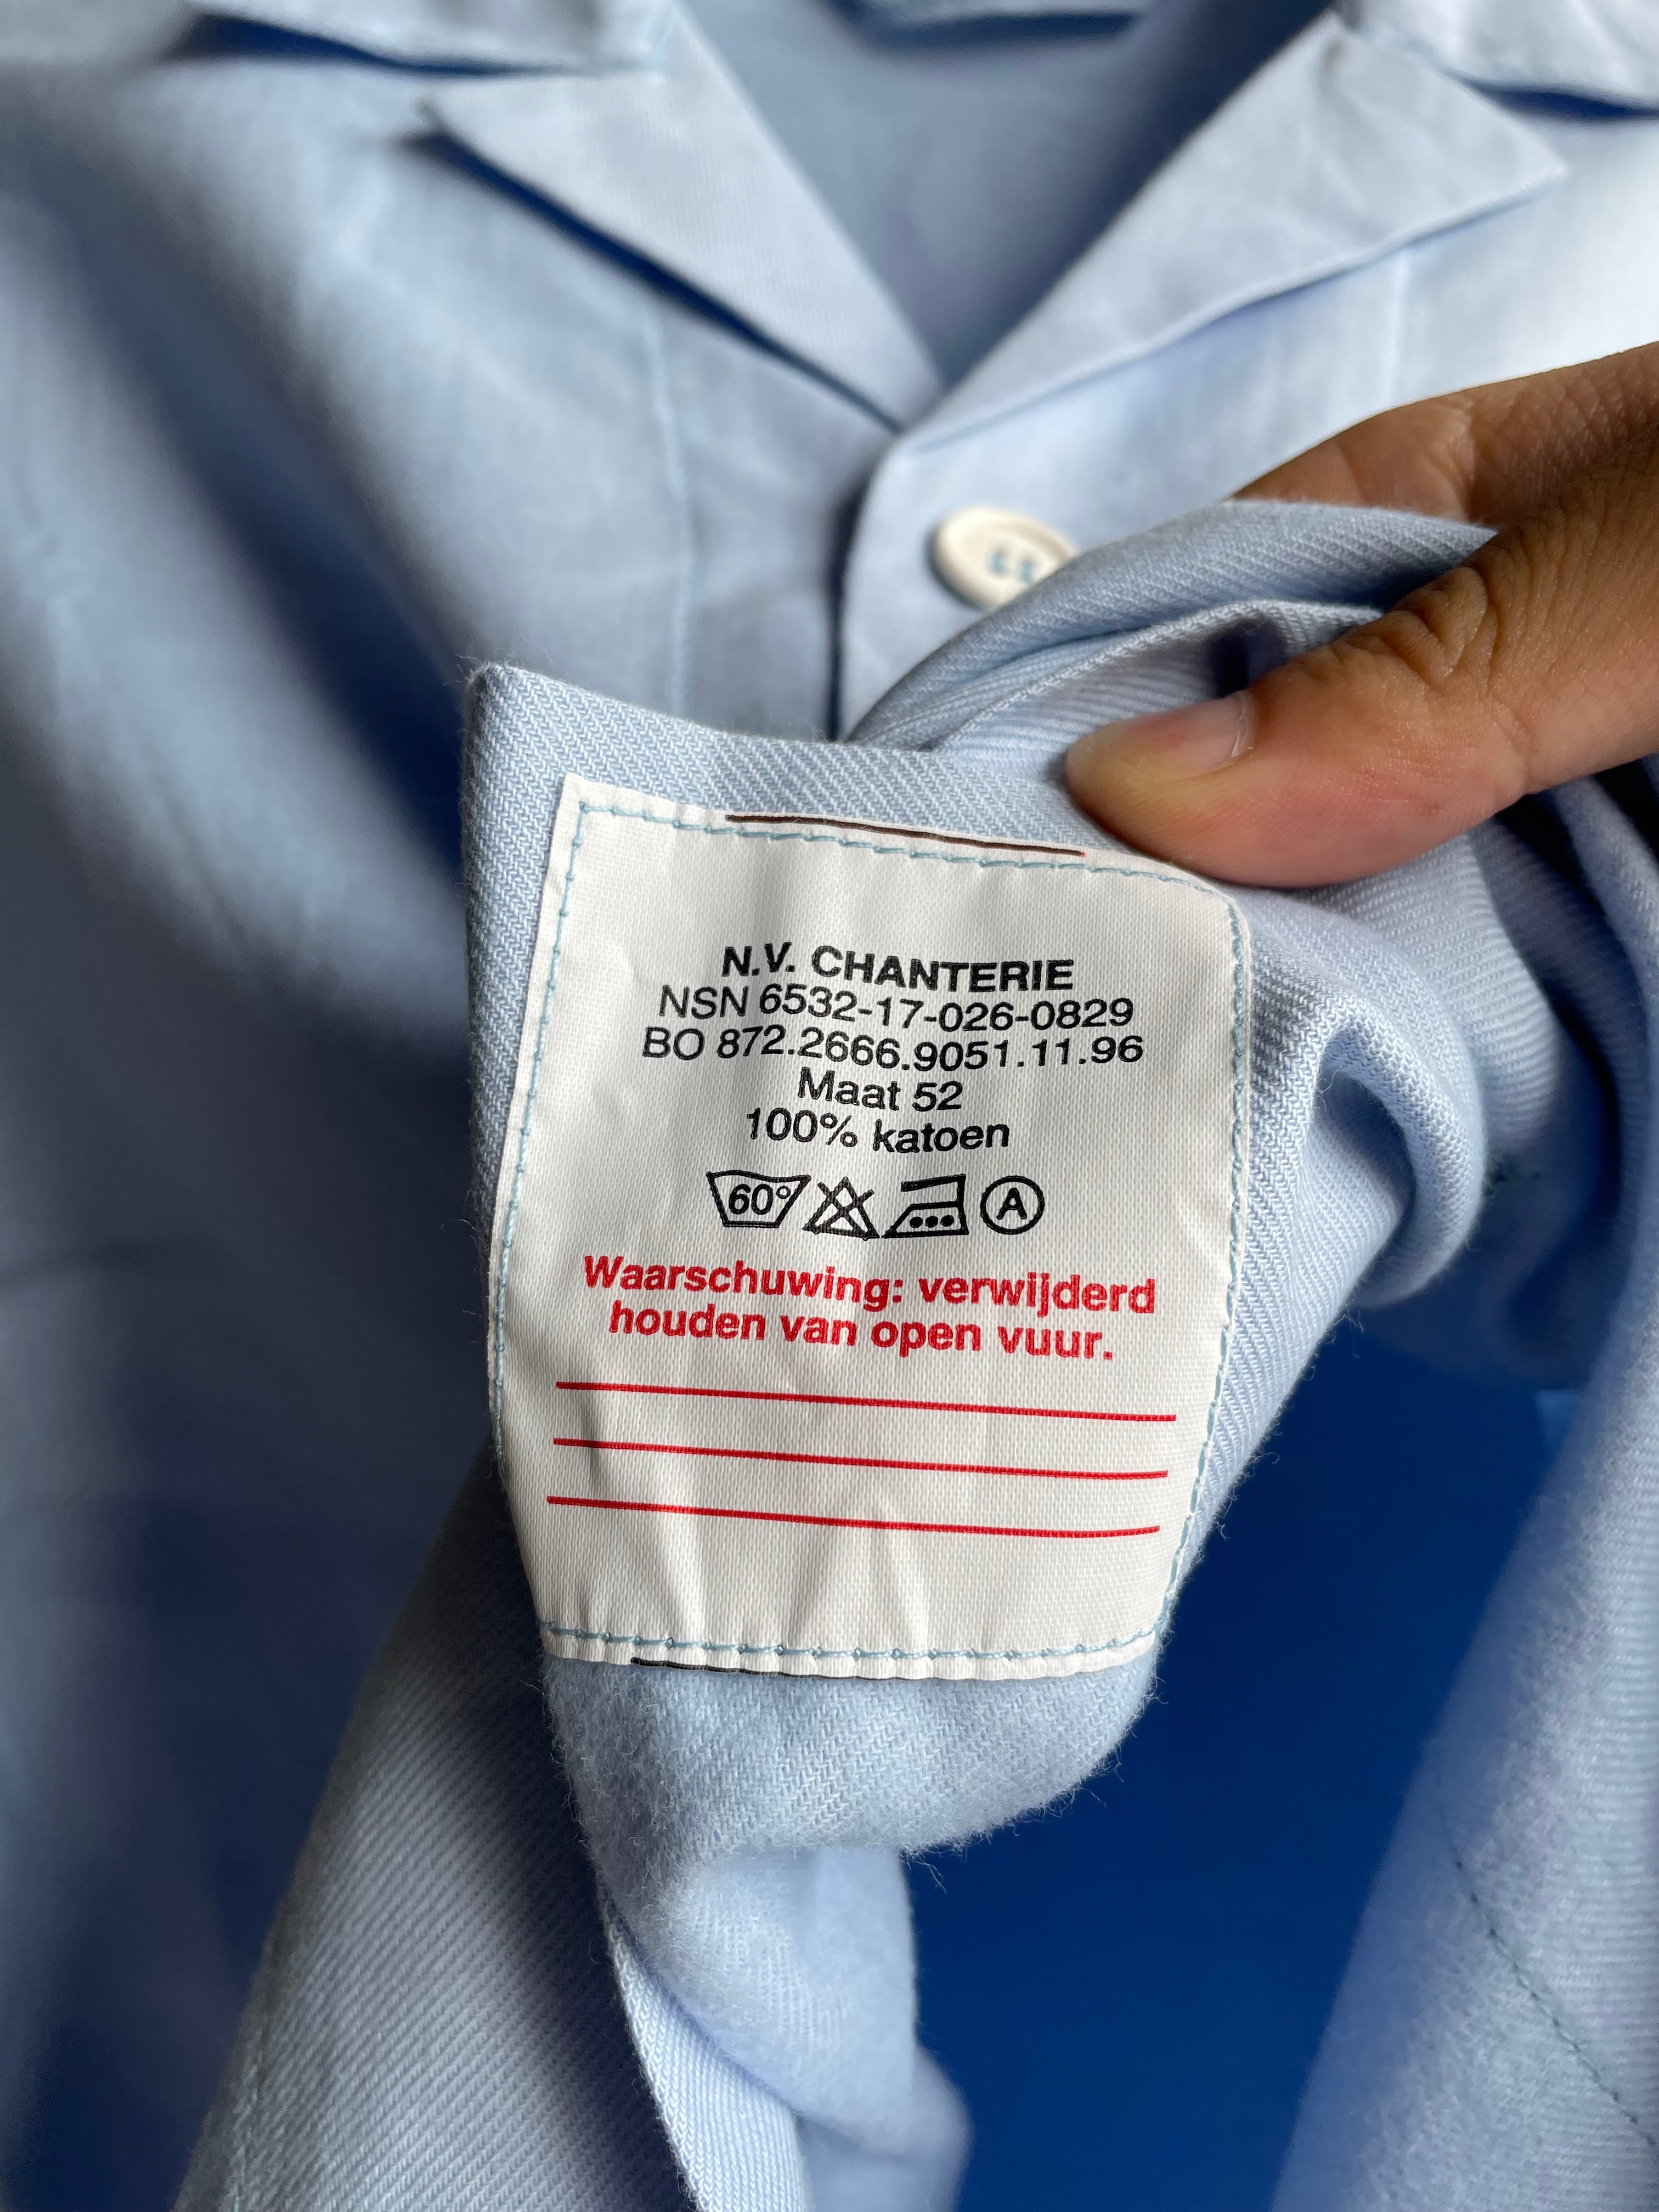 N.V. CHANTERIE
NSN 6532-17-026-0829
BO 872.2666.9051.11.96
Maat 52
100% katoen
60° A
Waarschuwing: verwijderd
houden van open vuur.